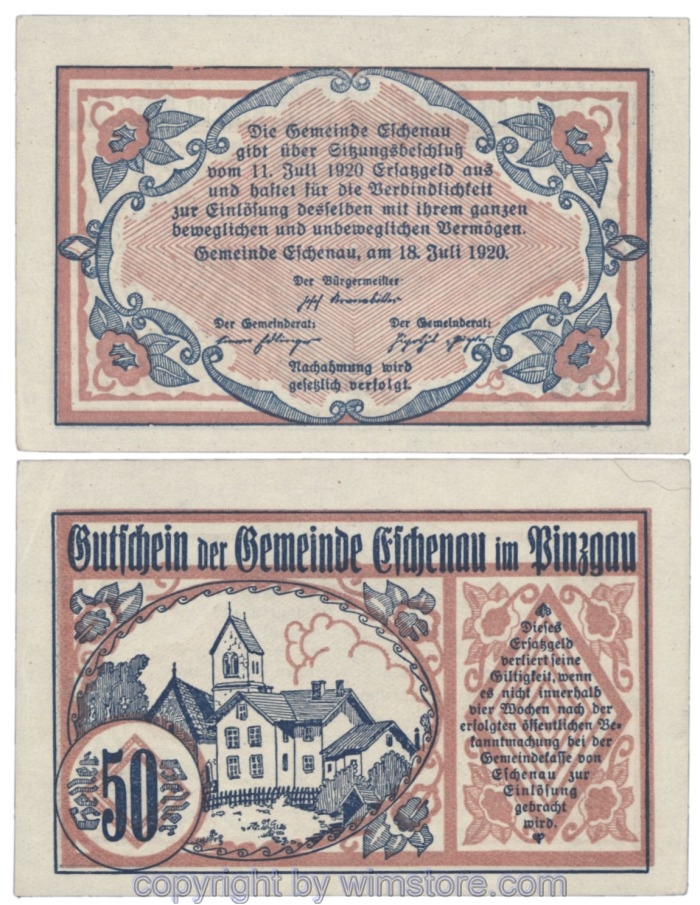 Die Gemeinde Eschenau
gibt über Sitzungsbeschluß
vom 11. Juli 1920 Ersatzgeld aus
und haftet für die Verbindlichkeit
zur Einlösung desselben mit ihrem ganzen
beweglichen und unbeweglichen Vermögen.
Gemeinde Eschenau, am 18. Juli 1920.
Der Bürgermeister
Der Gemeinderat: Der Gemeinderat:
Nachahmung wird
gesetzlich verfolgt.
Gutschein der Gemeinde Eschenau im Pinzgau
Heller 50 Heller
Dieses
Ersatzgeld
verliert seine
Giltigkeit, wenn
es nicht innerhalb
vier Wochen nach der
erfolgten öffentlichen Be-
kanntmachung bei der
Gemeindekasse von
Eschenau zur
Einlösung
gebracht
wird.
copyright by wimstore.com